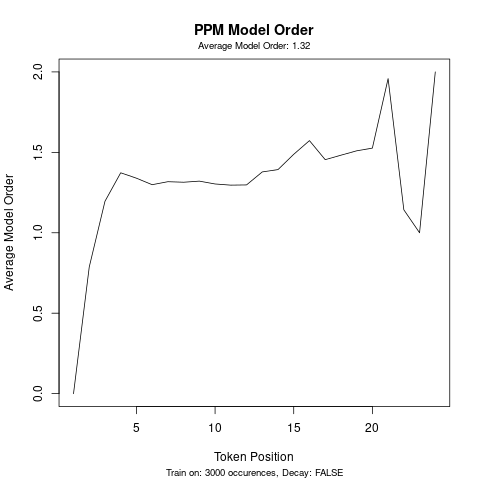 PPM Model Order
Average Model Order: 1.32
Average Model Order
2.0
1.5
1.0
0.5
0.0
5 10 15 20
Token Position
Train on: 3000 occurences, Decay: FALSE